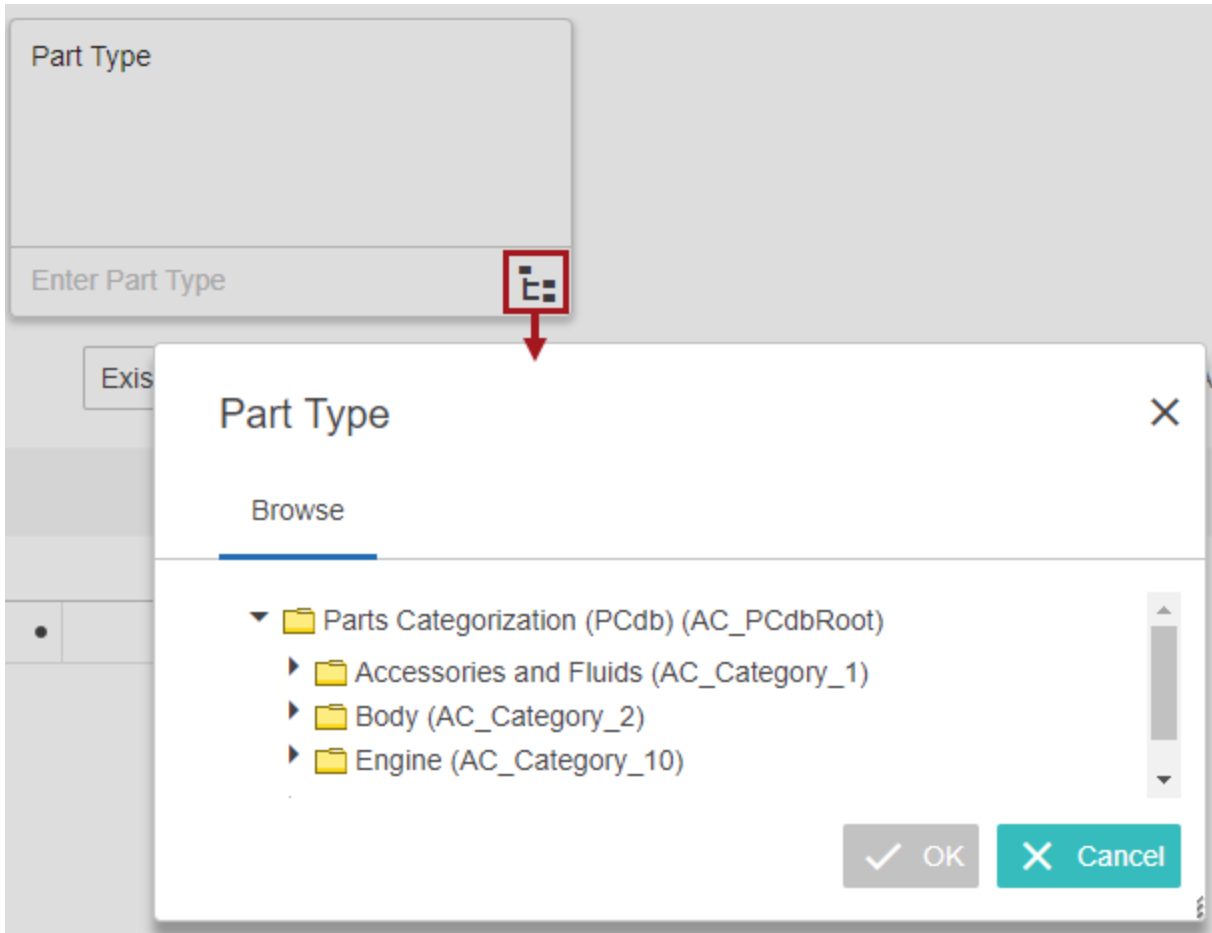 Part Type
Enter Part Type
Exis
Part Type
Browse
Parts Categorization (PCdb) (AC_PCdbRoot)
Accessories and Fluids (AC_Category_1)
Body (AC_Category_2)
Engine (AC_Category_10)
OK
Cancel